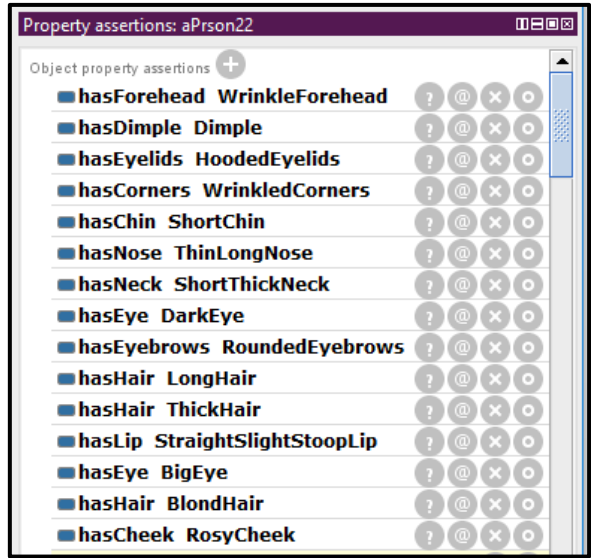 Property assertions: aPrson22
Object property assertions
hasForehead WrinkleForehead
hasDimple Dimple
hasEyelids HoodedEyelids
hasCorners WrinkledCorners
hasChin ShortChin
hasNose ThinLongNose
hasNeck ShortThickNeck
hasEye DarkEye
hasEyebrows RoundedEyebrows
hasHair LongHair
hasHair ThickHair
hasLip StraightSlightStoopLip
hasEye BigEye
hasHair BlondHair
hasCheek RosyCheek